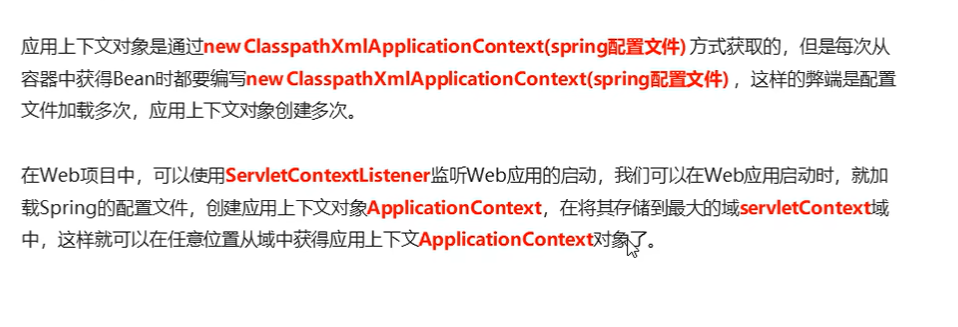 应用上下文对象是通过new ClasspathXmlApplicationContext(spring配置文件) 方式获取的，但是每次从
容器中获得Bean时都要编写new ClasspathXmlApplicationContext(spring配置文件) ，这样的弊端是配置
文件加载多次，应用上下文对象创建多次。
在Web项目中，可以使用ServletContextListener监听Web应用的启动，我们可以在Web应用启动时，就加
载Spring的配置文件，创建应用上下文对象ApplicationContext，在将其存储到最大的域servletContext域
中，这样就可以在任意位置从域中获得应用上下文ApplicationContext对象了。